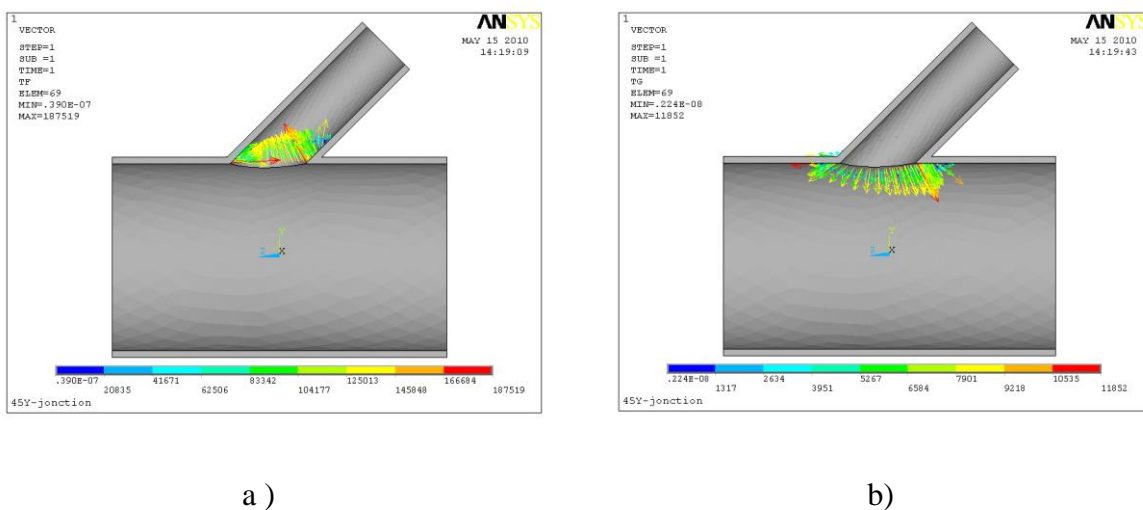 1
VECTOR
STEP=1
SUB =1
TIME=1
TF
ELEM=69
MIN=.390E-07
MAX=187519
ANSYS
MAY 15 2010
14:19:09
Y
Z X
.390E-07 41671 83342 125013 166684
20835 62506 104177 145848 187519
45Y-jonction
1
VECTOR
STEP=1
SUB =1
TIME=1
TG
ELEM=69
MIN=.224E-08
MAX=11852
ANSYS
MAY 15 2010
14:19:43
Y
Z X
.224E-08 2634 5267 7901 10535
1317 3951 6584 9218 11852
45Y-jonction
a ) b)